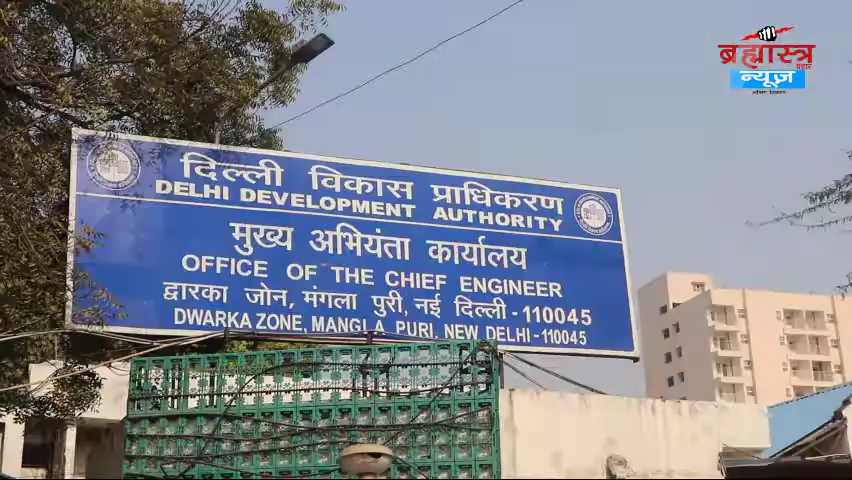 ब्रह्मास्त्र
प्रहार
न्यूज़
दिल्ली विकास प्राधिकरण
DELHI DEVELOPMENT AUTHORITY
मुख्य अभियंता कार्यालय
OFFICE OF THE CHIEF ENGINEER
द्वारका जोन, मंगला पुरी, नई दिल्ली - 110045
DWARKA ZONE, MANGLA PURI, NEW DELHI - 110045